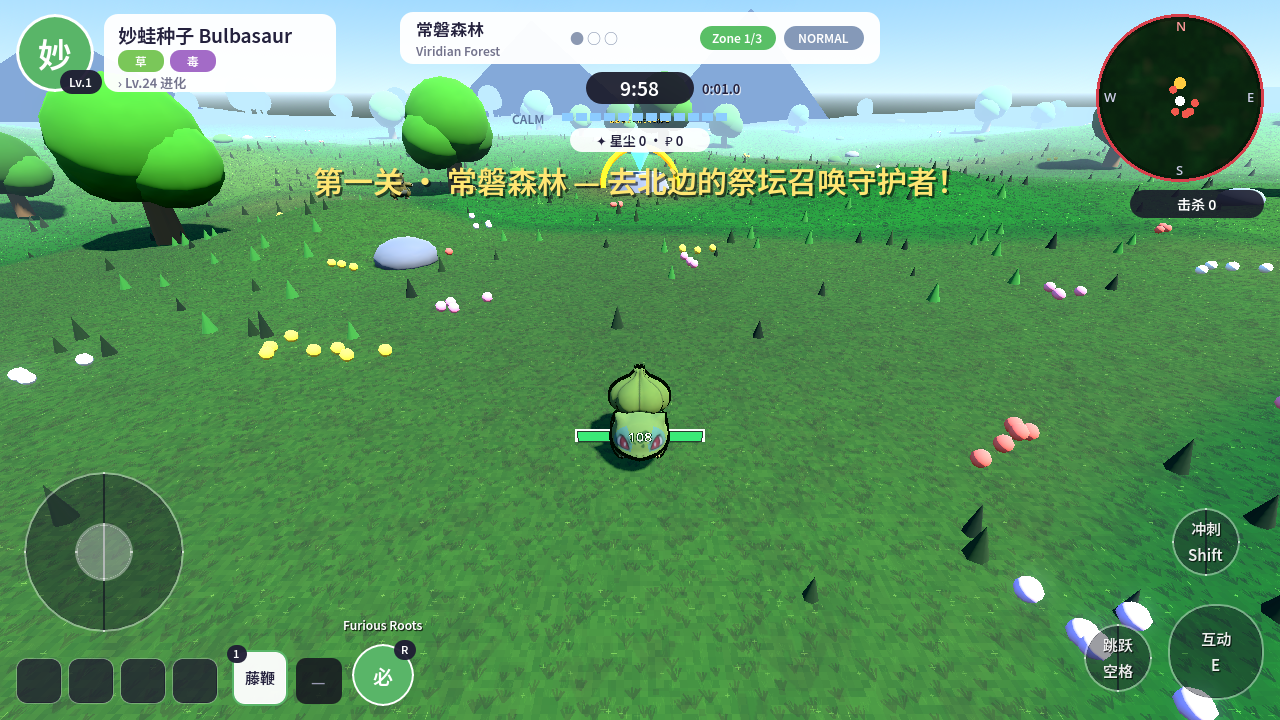 妙
Lv.1
妙蛙种子 Bulbasaur
草 毒
› Lv.24 进化
常磐森林
Viridian Forest
Zone 1/3
NORMAL
9:58
0:01.0
CALM
✦ 星尘 0 · ₽ 0
第一关 · 常磐森林 — 去北边的祭坛召唤守护者！
N
W
E
S
击杀 0
108
冲刺
Shift
跳跃
空格
互动
E
Furious Roots
1
藤鞭
—
必
R